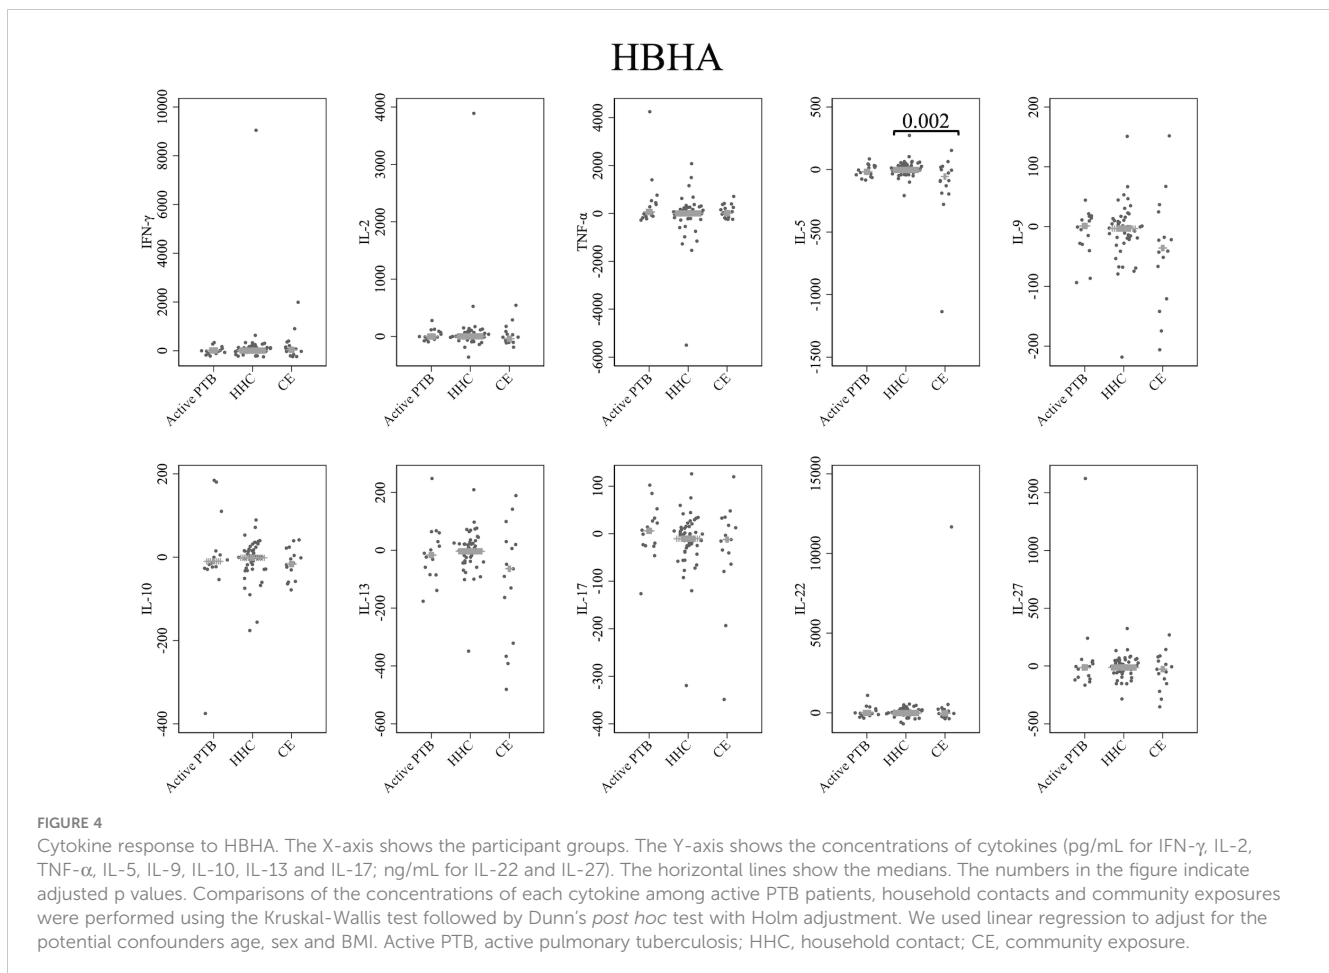 HBHA
IFN-γ
10000
8000
6000
4000
2000
0
Active PTB
HHC
CE
IL-2
4000
3000
2000
1000
0
Active PTB
HHC
CE
TNF-α
4000
2000
0
-2000
-4000
-6000
Active PTB
HHC
CE
IL-5
500
0
-500
-1000
-1500
0.002
Active PTB
HHC
CE
IL-9
200
100
0
-100
-200
Active PTB
HHC
CE
IL-10
200
0
-200
-400
Active PTB
HHC
CE
IL-13
200
0
-200
-400
-600
Active PTB
HHC
CE
IL-17
100
0
-100
-200
-300
-400
Active PTB
HHC
CE
IL-22
15000
10000
5000
0
Active PTB
HHC
CE
IL-27
1500
1000
500
0
-500
Active PTB
HHC
CE
FIGURE 4
Cytokine response to HBHA. The X-axis shows the participant groups. The Y-axis shows the concentrations of cytokines (pg/mL for IFN-γ, IL-2,
TNF-α, IL-5, IL-9, IL-10, IL-13 and IL-17; ng/mL for IL-22 and IL-27). The horizontal lines show the medians. The numbers in the figure indicate
adjusted p values. Comparisons of the concentrations of each cytokine among active PTB patients, household contacts and community exposures
were performed using the Kruskal-Wallis test followed by Dunn's post hoc test with Holm adjustment. We used linear regression to adjust for the
potential confounders age, sex and BMI. Active PTB, active pulmonary tuberculosis; HHC, household contact; CE, community exposure.